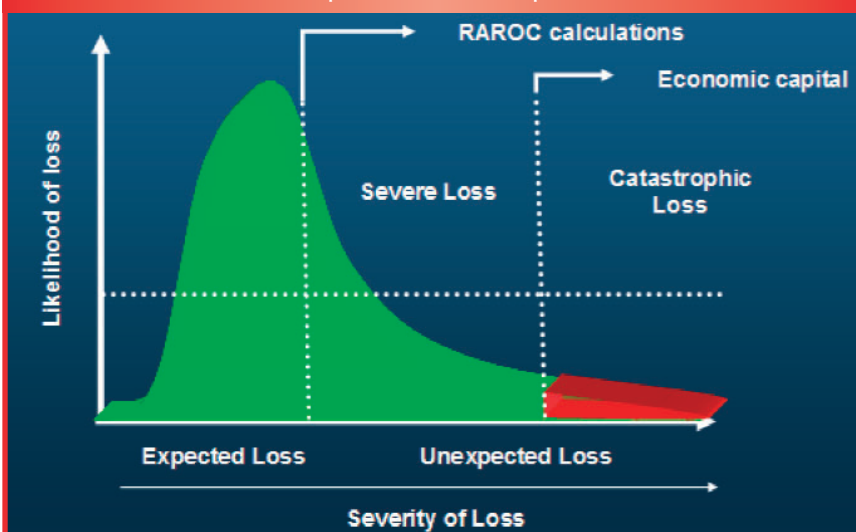 RAROC calculations
Economic capital
Likelihood of loss
Severe Loss
Catastrophic
Loss
Expected Loss
Unexpected Loss
Severity of Loss